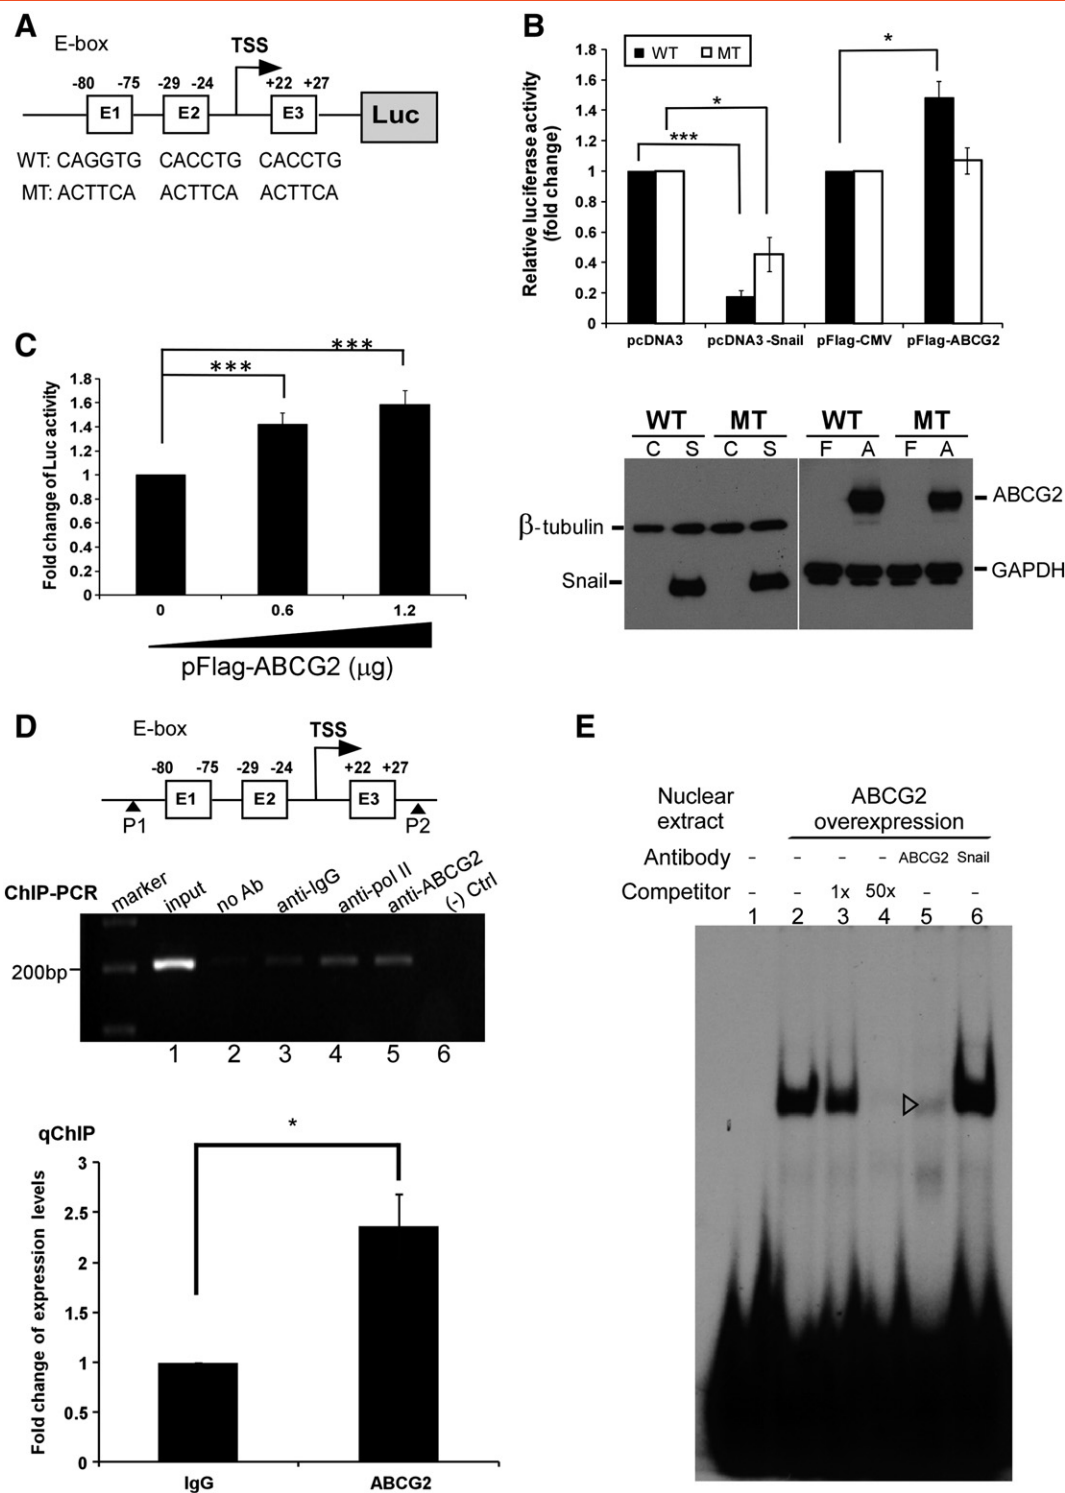 A
E-box
TSS
-80 -75 -29 -24 +22 +27
E1 E2 E3 Luc
WT: CAGGTG CACCTG CACCTG
MT: ACTTCA ACTTCA ACTTCA
B
WT MT
Relative luciferase activity
(fold change)
1.8
1.6
1.4
1.2
1
0.8
0.6
0.4
0.2
0
***
*
*
pcDNA3 pcDNA3-Snail pFlag-CMV pFlag-ABCG2
WT MT WT MT
C S C S F A F A
β-tubulin
Snail
ABCG2
GAPDH
C
Fold change of Luc activity
1.8
1.6
1.4
1.2
1
0.8
0.6
0.4
0.2
0
***
***
0 0.6 1.2
pFlag-ABCG2 (µg)
D
E-box
TSS
-80 -75 -29 -24 +22 +27
E1 E2 E3
P1 P2
ChIP-PCR
marker input no Ab anti-IgG anti-pol II anti-ABCG2 (-) Ctrl
200bp
1 2 3 4 5 6
qChIP
Fold change of expression levels
3
2.5
2
1.5
1
0.5
0
*
IgG ABCG2
E
Nuclear extract
ABCG2 overexpression
Antibody - - - - ABCG2 Snail
Competitor - - 1x 50x - -
1 2 3 4 5 6